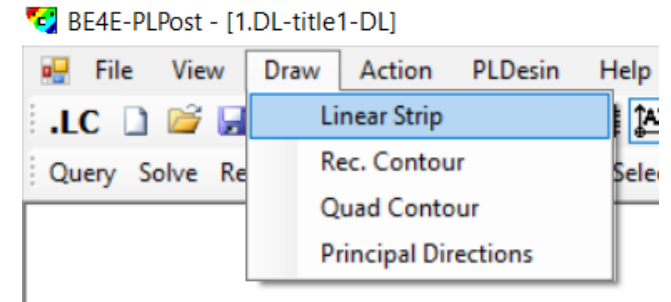 BE4E-PLPost - [1.DL-title1-DL]
File View Draw Action PLDesin Help
.LC
Linear Strip
Query Solve Re
Rec. Contour
Quad Contour
Principal Directions